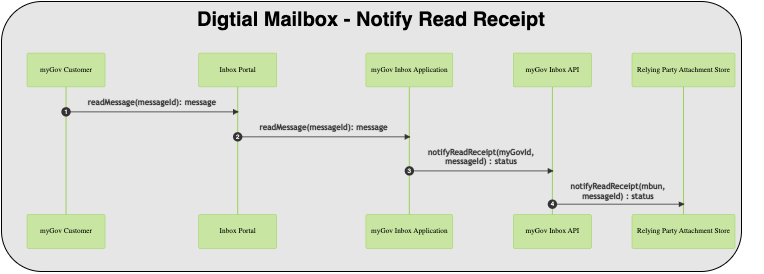 Digtial Mailbox - Notify Read Receipt
myGov Customer
Inbox Portal
myGov Inbox Application
myGov Inbox API
Relying Party Attachment Store
1
readMessage(messageId): message
2
readMessage(messageId): message
3
notifyReadReceipt(myGovId,
messageId) : status
4
notifyReadReceipt(mbun,
messageId) : status
myGov Customer
Inbox Portal
myGov Inbox Application
myGov Inbox API
Relying Party Attachment Store